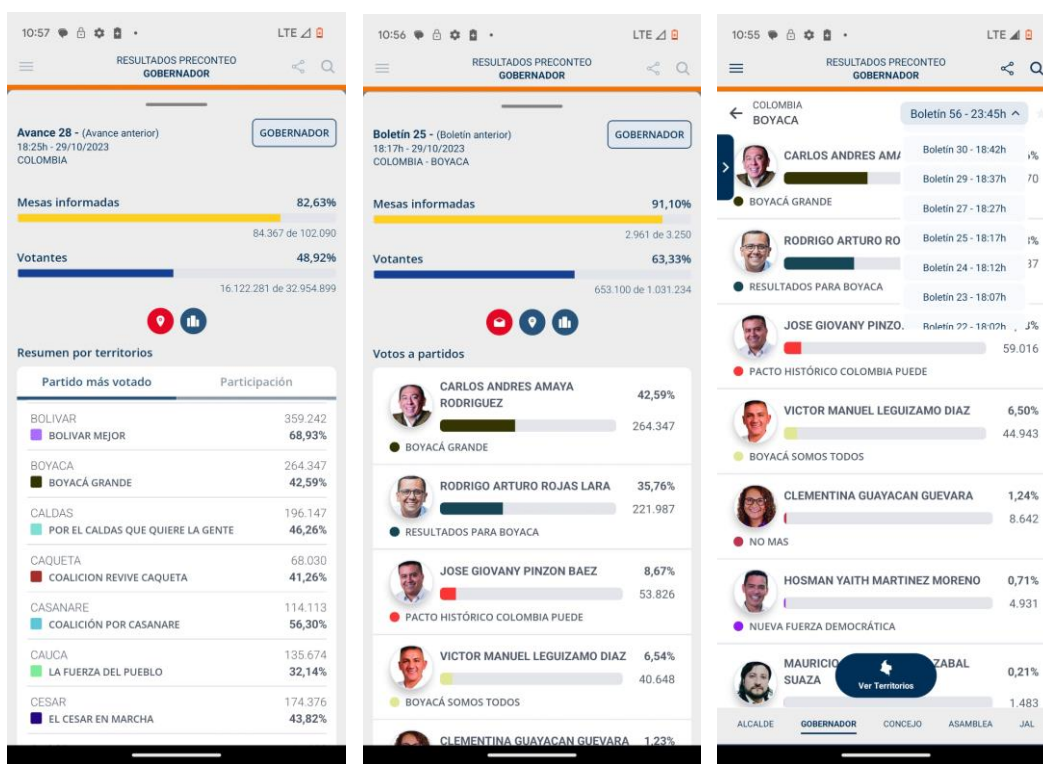 10:57
LTE
RESULTADOS PRECONTEO
GOBERNADOR
Avance 28 - (Avance anterior)
18:25h - 29/10/2023
COLOMBIA
GOBERNADOR
Mesas informadas 82,63%
84.367 de 102.090
Votantes 48,92%
16.122.281 de 32.954.899
Resumen por territorios
Partido más votado Participación
BOLIVAR 359.242
BOLIVAR MEJOR 68,93%
BOYACA 264.347
BOYACÁ GRANDE 42,59%
CALDAS 196.147
POR EL CALDAS QUE QUIERE LA GENTE 46,26%
CAQUETA 68.030
COALICION REVIVE CAQUETA 41,26%
CASANARE 114.113
COALICIÓN POR CASANARE 56,30%
CAUCA 135.674
LA FUERZA DEL PUEBLO 32,14%
CESAR 174.376
EL CESAR EN MARCHA 43,82%
10:56
LTE
RESULTADOS PRECONTEO
GOBERNADOR
Boletín 25 - (Boletín anterior)
18:17h - 29/10/2023
COLOMBIA - BOYACA
GOBERNADOR
Mesas informadas 91,10%
2.961 de 3.250
Votantes 63,33%
653.100 de 1.031.234
Votos a partidos
CARLOS ANDRES AMAYA
RODRIGUEZ 42,59%
264.347
BOYACÁ GRANDE
RODRIGO ARTURO ROJAS LARA 35,76%
221.987
RESULTADOS PARA BOYACA
JOSE GIOVANY PINZON BAEZ 8,67%
53.826
PACTO HISTÓRICO COLOMBIA PUEDE
VICTOR MANUEL LEGUIZAMO DIAZ 6,54%
40.648
BOYACÁ SOMOS TODOS
CLEMENTINA GUAYACAN GUEVARA 1,23%
10:55
LTE
RESULTADOS PRECONTEO
GOBERNADOR
COLOMBIA
BOYACA
Boletín 56 - 23:45h
Boletín 30 - 18:42h
Boletín 29 - 18:37h
Boletín 27 - 18:27h
Boletín 25 - 18:17h
Boletín 24 - 18:12h
Boletín 23 - 18:07h
Boletín 22 - 18:02h
CARLOS ANDRES
BOYACÁ GRANDE
RODRIGO ARTURO
RESULTADOS PARA BOYACA
JOSE GIOVANY
59.016
PACTO HISTÓRICO COLOMBIA PUEDE
VICTOR MANUEL LEGUIZAMO DIAZ 6,50%
44.943
BOYACÁ SOMOS TODOS
CLEMENTINA GUAYACAN GUEVARA 1,24%
8.642
NO MAS
HOSMAN YAITH MARTINEZ MORENO 0,71%
4.931
NUEVA FUERZA DEMOCRÁTICA
MAURICIO
SUAZA 0,21%
1.483
Ver Territorios
ALCALDE GOBERNADOR CONCEJO ASAMBLEA JAL